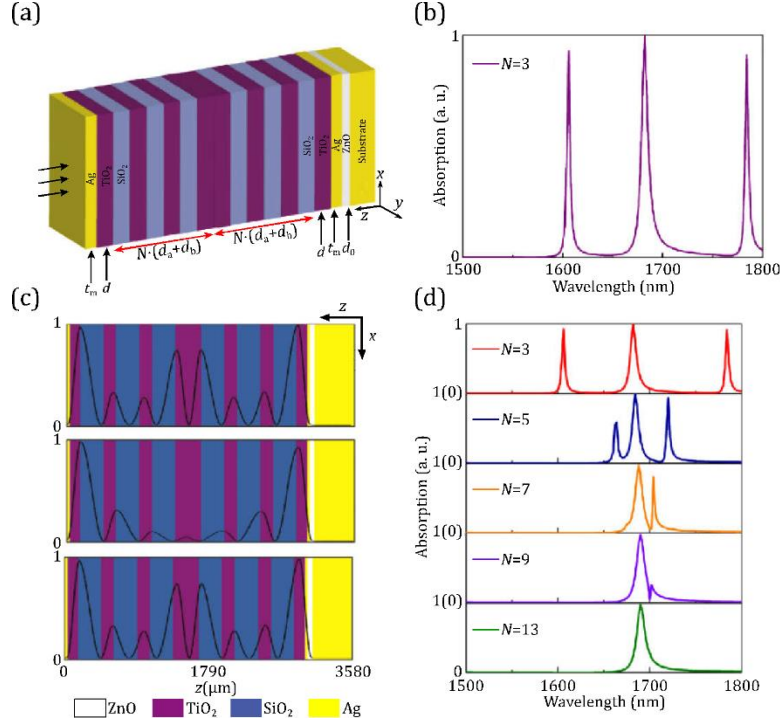 (a)
Ag
TiO₂
SiO₂
SiO₂
TiO₂
Ag
ZnO
Substrate
x
y
z
N·(dₐ+d_b)
N·(dₐ+d_b)
tₘ
d
d
tₘ
d₀
(b)
1
N=3
Absorption (a. u.)
0
1500
1600
1700
1800
Wavelength (nm)
(c)
z
x
1
0
1
0
1
0
0
1790
3580
z(μm)
ZnO
TiO₂
SiO₂
Ag
(d)
1
N=3
1(0)
N=5
1(0)
N=7
1(0)
N=9
1(0)
N=13
0
Absorption (a. u.)
1500
1600
1700
1800
Wavelength (nm)